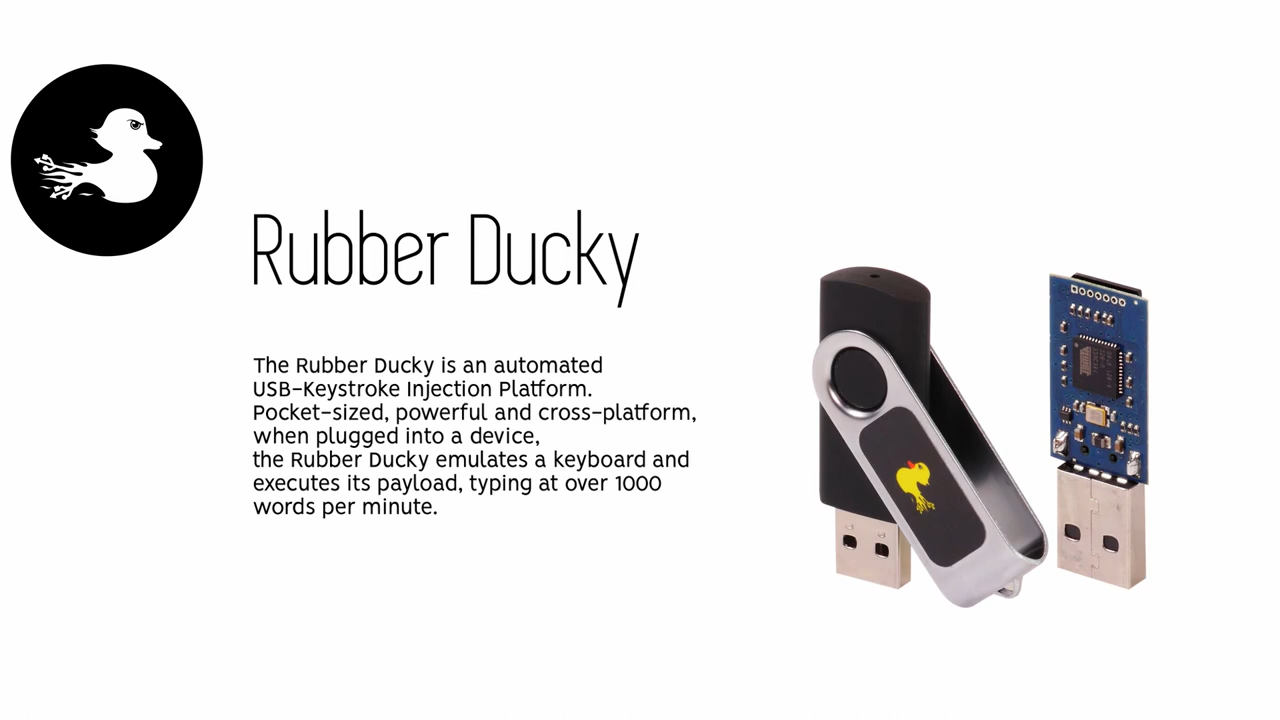 Rubber Ducky
The Rubber Ducky is an automated
USB-Keystroke Injection Platform.
Pocket-sized, powerful and cross-platform,
when plugged into a device,
the Rubber Ducky emulates a keyboard and
executes its payload, typing at over 1000
words per minute.